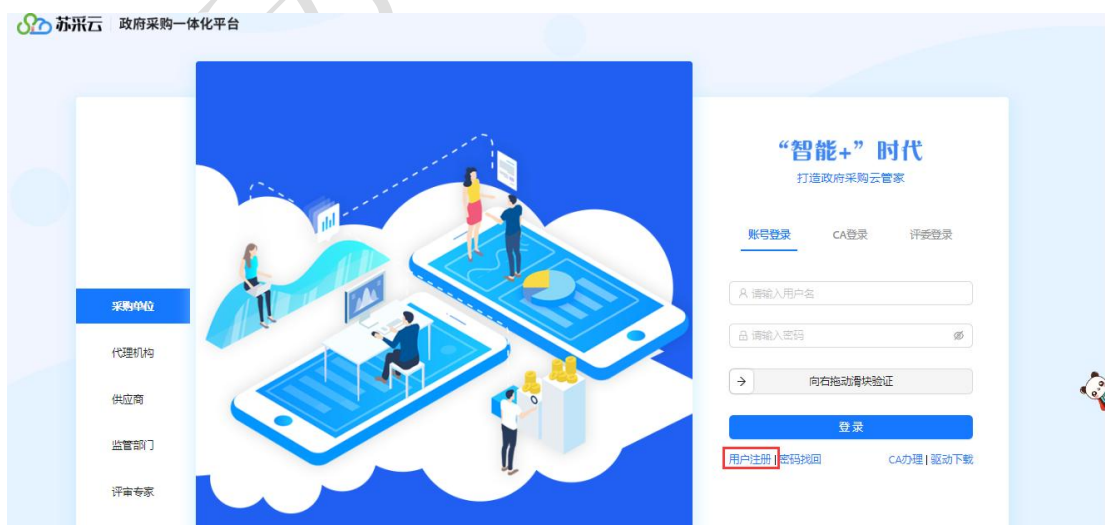 苏采云 政府采购一体化平台
采购单位
代理机构
供应商
监管部门
评审专家
“智能+”时代
打造政府采购云管家
账号登录 CA登录 评委登录
请输入用户名
请输入密码
向右拖动滑块验证
登录
用户注册 | 密码找回 CA办理 | 驱动下载